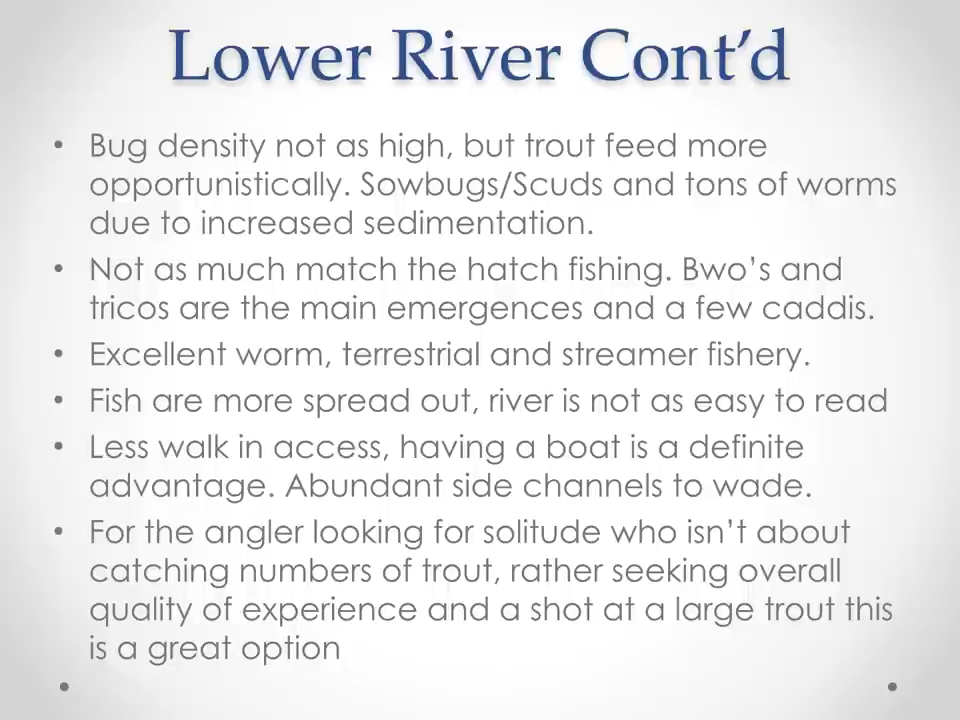 Lower River Cont’d
• Bug density not as high, but trout feed more
opportunistically. Sowbugs/Scuds and tons of worms
due to increased sedimentation.
• Not as much match the hatch fishing. Bwo’s and
tricos are the main emergences and a few caddis.
• Excellent worm, terrestrial and streamer fishery.
• Fish are more spread out, river is not as easy to read
• Less walk in access, having a boat is a definite
advantage. Abundant side channels to wade.
• For the angler looking for solitude who isn’t about
catching numbers of trout, rather seeking overall
quality of experience and a shot at a large trout this
is a great option